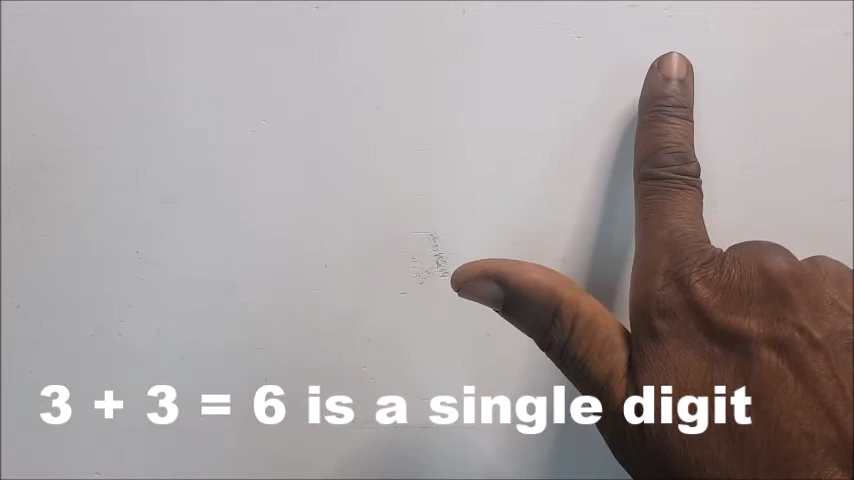 3 + 3 = 6 is a single digit